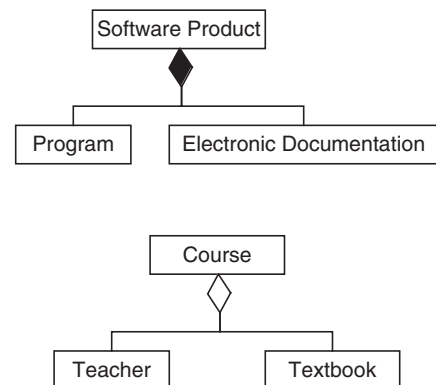 Software Product
Program
Electronic Documentation
Course
Teacher
Textbook